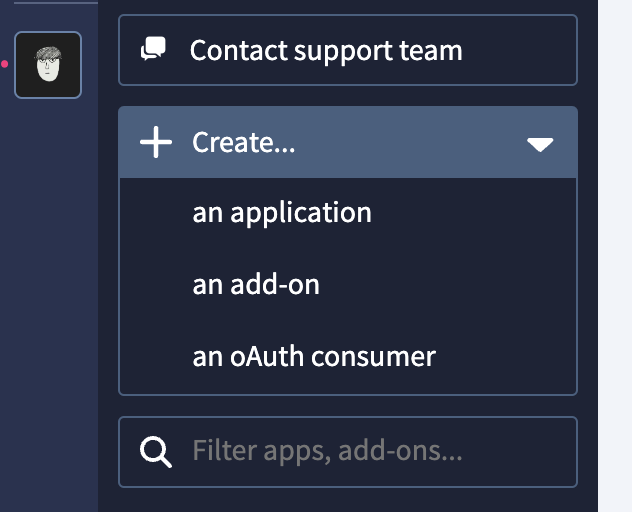 Contact support team
Create...
an application
an add-on
an oAuth consumer
Filter apps, add-ons...